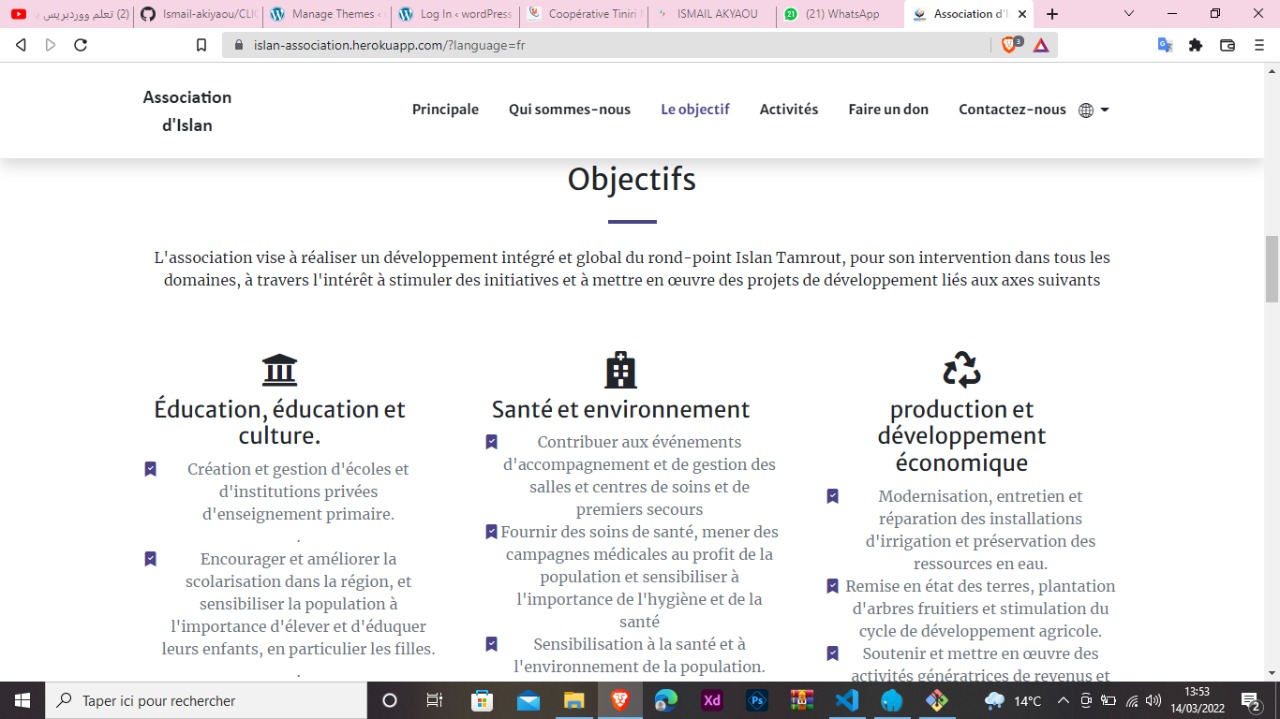 (2) تعلم ووردبريس
Ismail-akiyaou/CLIC
Manage Themes ‹
Log In ‹ wordPress
Coopérative Tiniri
ISMAIL AKYAOU
(21) WhatsApp
Association d'I
islan-association.herokuapp.com/?language=fr
3
Association
d'Islan
Principale
Qui sommes-nous
Le objectif
Activités
Faire un don
Contactez-nous
Objectifs
L'association vise à réaliser un développement intégré et global du rond-point Islan Tamrout, pour son intervention dans tous les
domaines, à travers l'intérêt à stimuler des initiatives et à mettre en œuvre des projets de développement liés aux axes suivants
Éducation, éducation et
culture.
Création et gestion d'écoles et
d'institutions privées
d'enseignement primaire.
.
Encourager et améliorer la
scolarisation dans la région, et
sensibiliser la population à
l'importance d'élever et d'éduquer
leurs enfants, en particulier les filles.
.
Santé et environnement
Contribuer aux événements
d'accompagnement et de gestion des
salles et centres de soins et de
premiers secours
Fournir des soins de santé, mener des
campagnes médicales au profit de la
population et sensibiliser à
l'importance de l'hygiène et de la
santé
Sensibilisation à la santé et à
l'environnement de la population.
production et
développement
économique
Modernisation, entretien et
réparation des installations
d'irrigation et préservation des
ressources en eau.
Remise en état des terres, plantation
d'arbres fruitiers et stimulation du
cycle de développement agricole.
Soutenir et mettre en œuvre des
activités génératrices de revenus et
Taper ici pour rechercher
Xd
Ps
14°C
13:53
14/03/2022
2